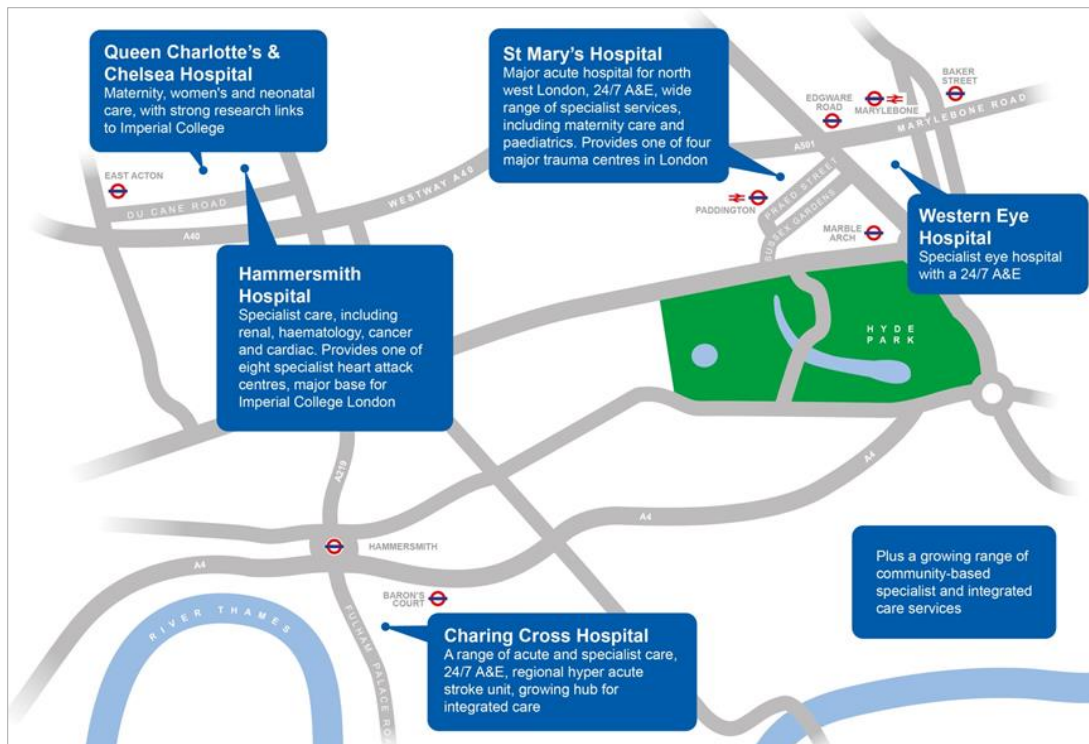 Queen Charlotte's &
Chelsea Hospital
Maternity, women's and neonatal
care, with strong research links
to Imperial College
St Mary's Hospital
Major acute hospital for north
west London, 24/7 A&E, wide
range of specialist services,
including maternity care and
paediatrics. Provides one of four
major trauma centres in London
BAKER
STREET
EDGWARE
ROAD
MARYLEBONE
MARYLEBONE ROAD
A501
EAST ACTON
DU CANE ROAD
WESTWAY A40
A40
PADDINGTON
PRAED STREET
SUSSEX GARDENS
MARBLE
ARCH
Western Eye
Hospital
Specialist eye hospital
with a 24/7 A&E
Hammersmith
Hospital
Specialist care, including
renal, haematology, cancer
and cardiac. Provides one of
eight specialist heart attack
centres, major base for
Imperial College London
HYDE
PARK
A219
A4
A4
HAMMERSMITH
A4
BARON'S
COURT
RIVER THAMES
FULHAM PALACE ROA
Charing Cross Hospital
A range of acute and specialist care,
24/7 A&E, regional hyper acute
stroke unit, growing hub for
integrated care
Plus a growing range of
community-based
specialist and integrated
care services